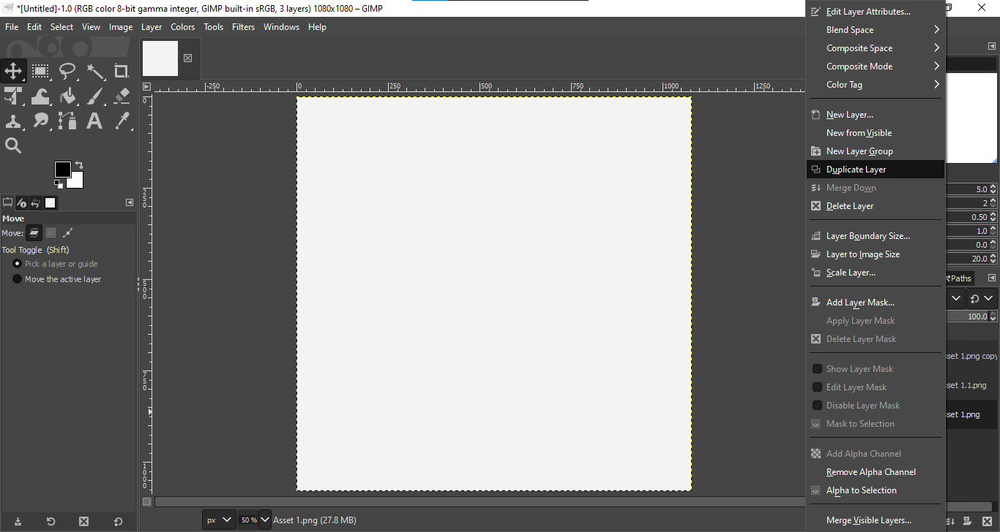 *[Untitled]-1.0 (RGB color 8-bit gamma integer, GIMP built-in sRGB, 3 layers) 1080x1080 – GIMP
File Edit Select View Image Layer Colors Tools Filters Windows Help
-250 0 250 500 750 1000 1250
0
250
500
750
1000
Move
Move:
Tool Toggle (Shift)
Pick a layer or guide
Move the active layer
px 50 % Asset 1.png (27.8 MB)
Edit Layer Attributes...
Blend Space
Composite Space
Composite Mode
Color Tag
New Layer...
New from Visible
New Layer Group
Duplicate Layer
Merge Down
Delete Layer
Layer Boundary Size...
Layer to Image Size
Scale Layer...
Add Layer Mask...
Apply Layer Mask
Delete Layer Mask
Show Layer Mask
Edit Layer Mask
Disable Layer Mask
Mask to Selection
Add Alpha Channel
Remove Alpha Channel
Alpha to Selection
Merge Visible Layers...
5.0
2
0.50
1.0
0.0
20.0
Paths
100.0
sset 1.png copy
sset 1.1.png
sset 1.png